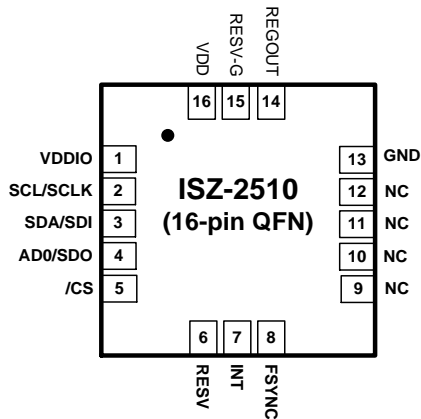 VDD
RESV-G
REGOUT
16
15
14
VDDIO 1
SCL/SCLK 2
SDA/SDI 3
AD0/SDO 4
/CS 5
ISZ-2510
(16-pin QFN)
13 GND
12 NC
11 NC
10 NC
9 NC
6
7
8
RESV
INT
FSYNC